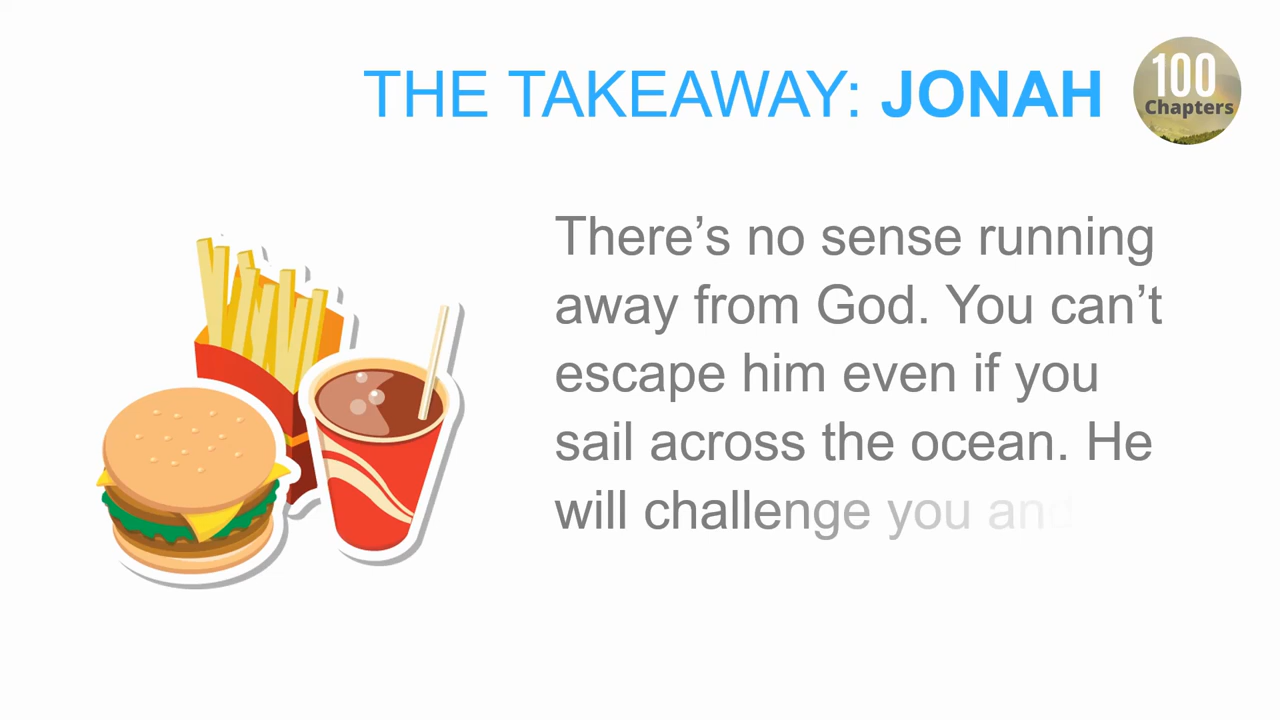 THE TAKEAWAY: JONAH
100
Chapters
There’s no sense running
away from God. You can’t
escape him even if you
sail across the ocean. He
will challenge you and